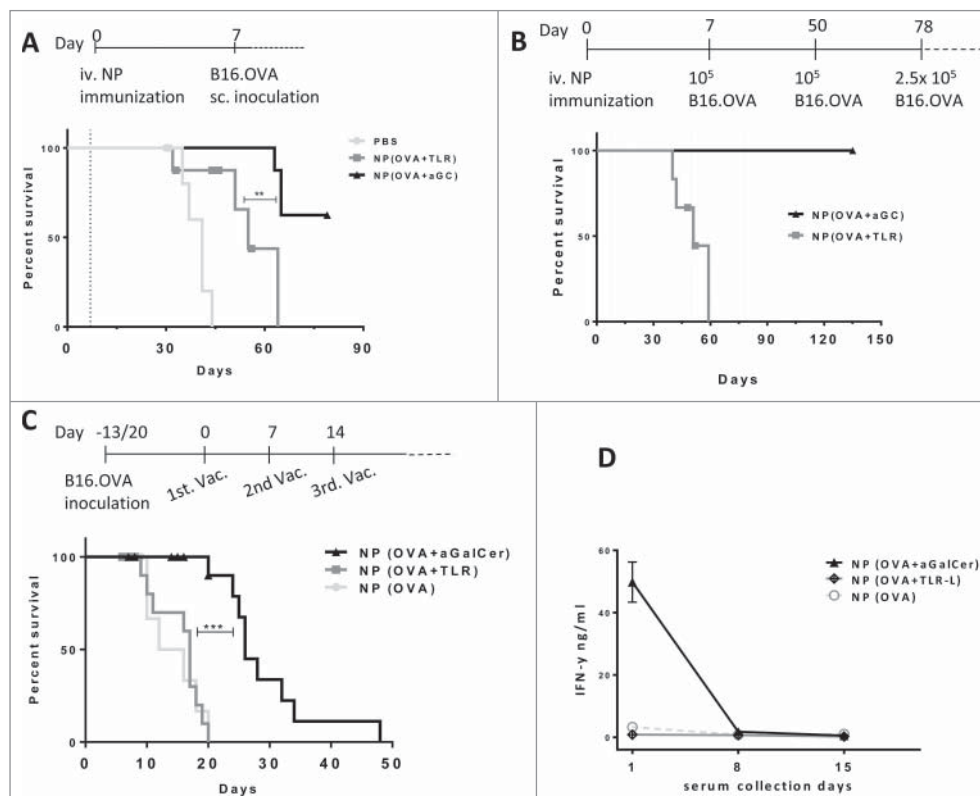 A
Day 0 7
iv. NP B16.OVA
immunization sc. inoculation
100
50
0
Percent survival
0 30 60 90
Days
PBS
NP(OVA+TLR)
NP(OVA+aGC)
**
B
Day 0 7 50 78
iv. NP 10⁵ 10⁵ 2.5x 10⁵
immunization B16.OVA B16.OVA B16.OVA
100
50
0
Percent survival
0 30 60 90 120 150
Days
NP(OVA+aGC)
NP(OVA+TLR)
C
Day -13/20 0 7 14
B16.OVA 1st. Vac. 2nd Vac. 3rd. Vac.
inoculation
100
50
0
Percent survival
0 10 20 30 40 50
Days
NP (OVA+aGalCer)
NP (OVA+TLR)
NP (OVA)
***
D
60
40
20
0
IFN-y ng/ml
1 8 15
serum collection days
NP (OVA+aGalCer)
NP (OVA+TLR-L)
NP (OVA)